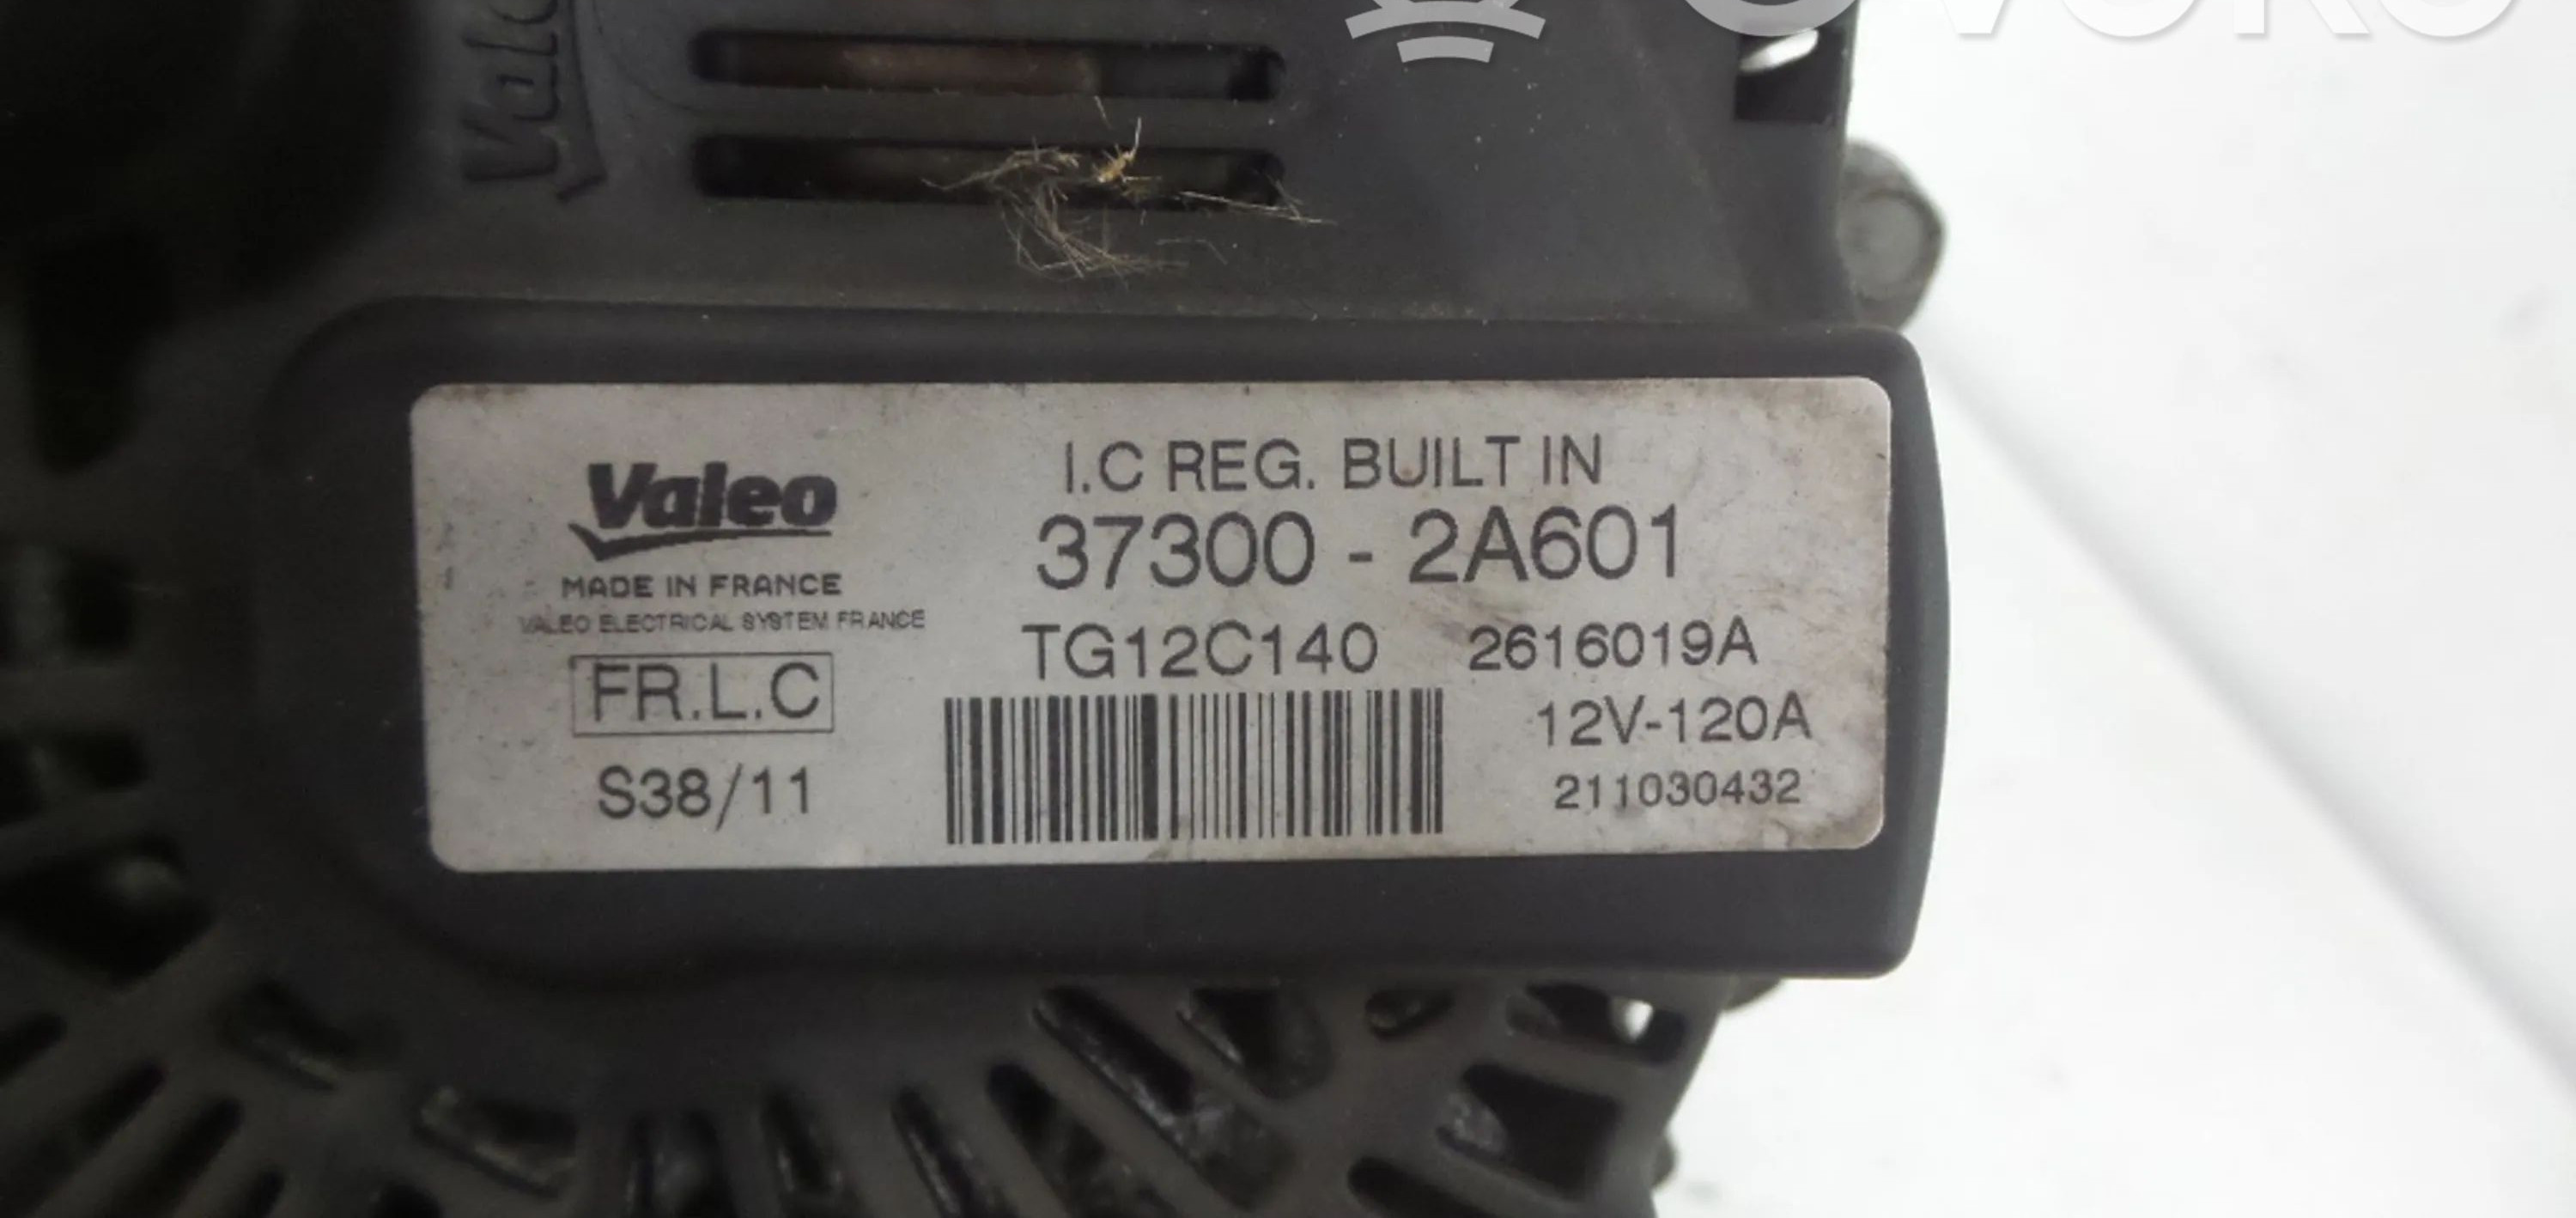 Valeo
Valeo
MADE IN FRANCE
VALEO ELECTRICAL SYSTEM FRANCE
FR.L.C
S38/11
I.C REG. BUILT IN
37300 - 2A601
TG12C140 2616019A
12V-120A
211030432